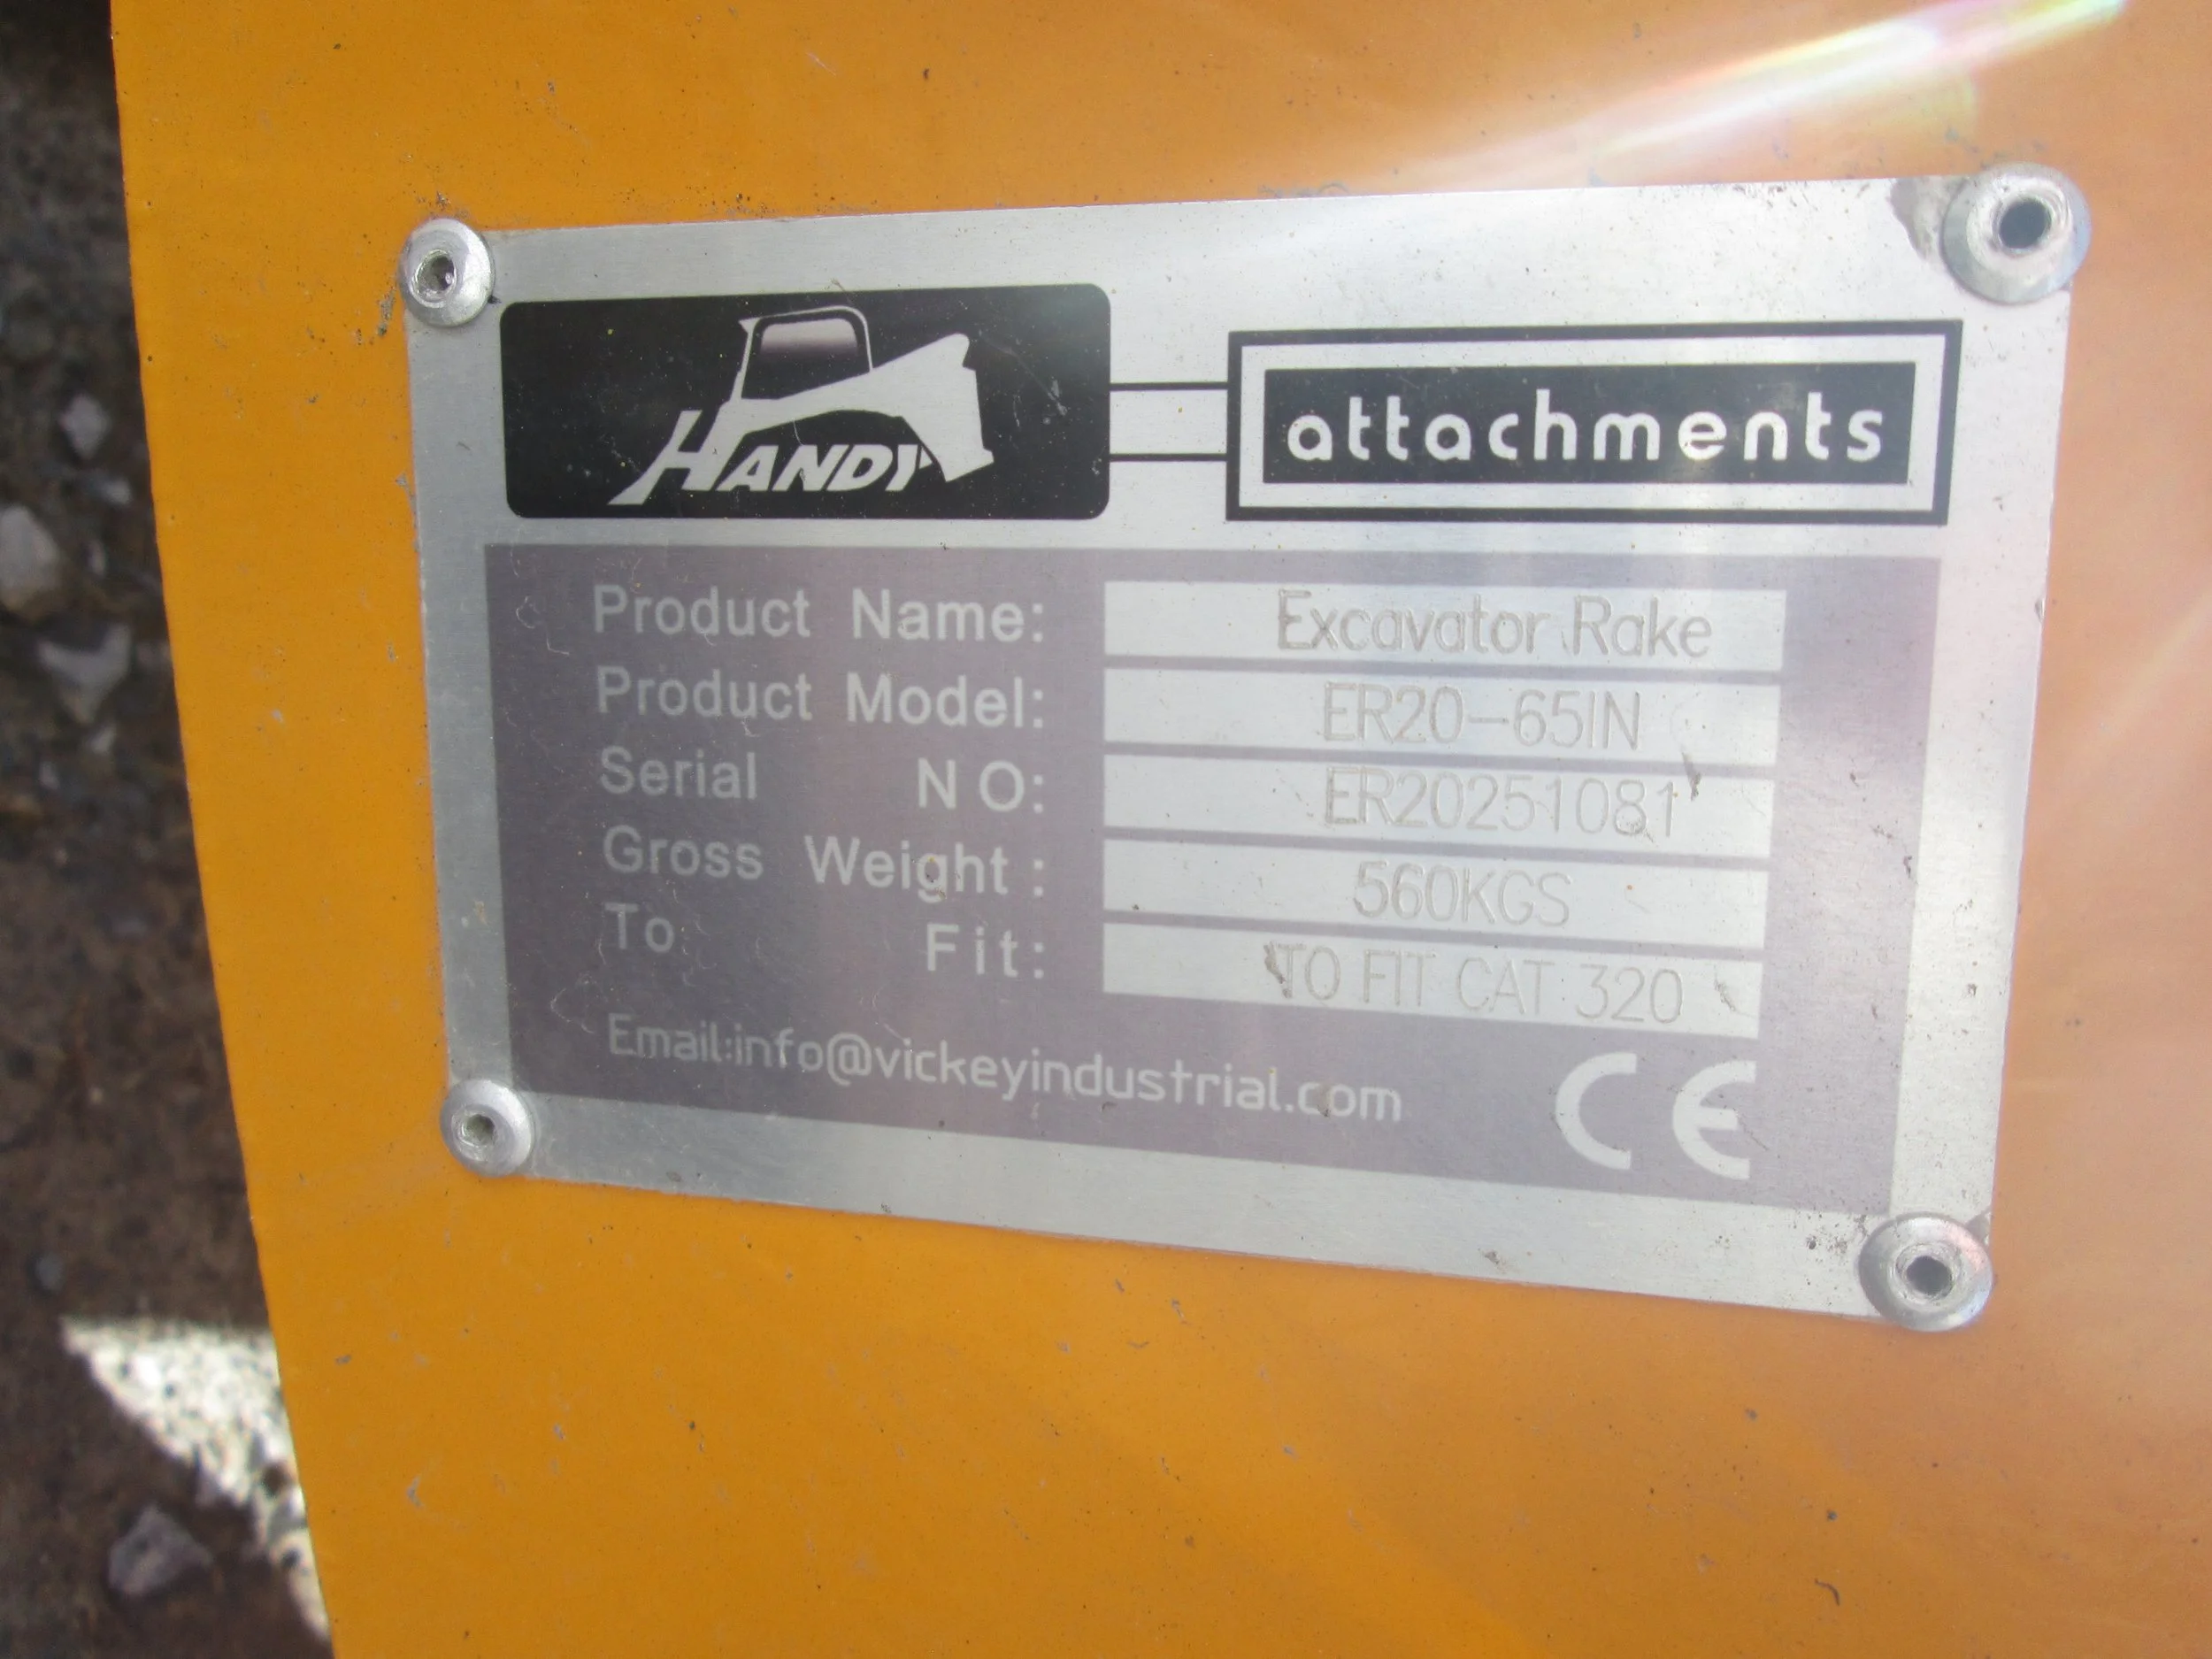 HANDY
attachments
Product Name: Excavator Rake
Product Model: ER20-65IN
Serial NO: ER20251081
Gross Weight: 560KGS
To Fit: TO FIT CAT 320
Email:info@vickeyindustrial.com
CE